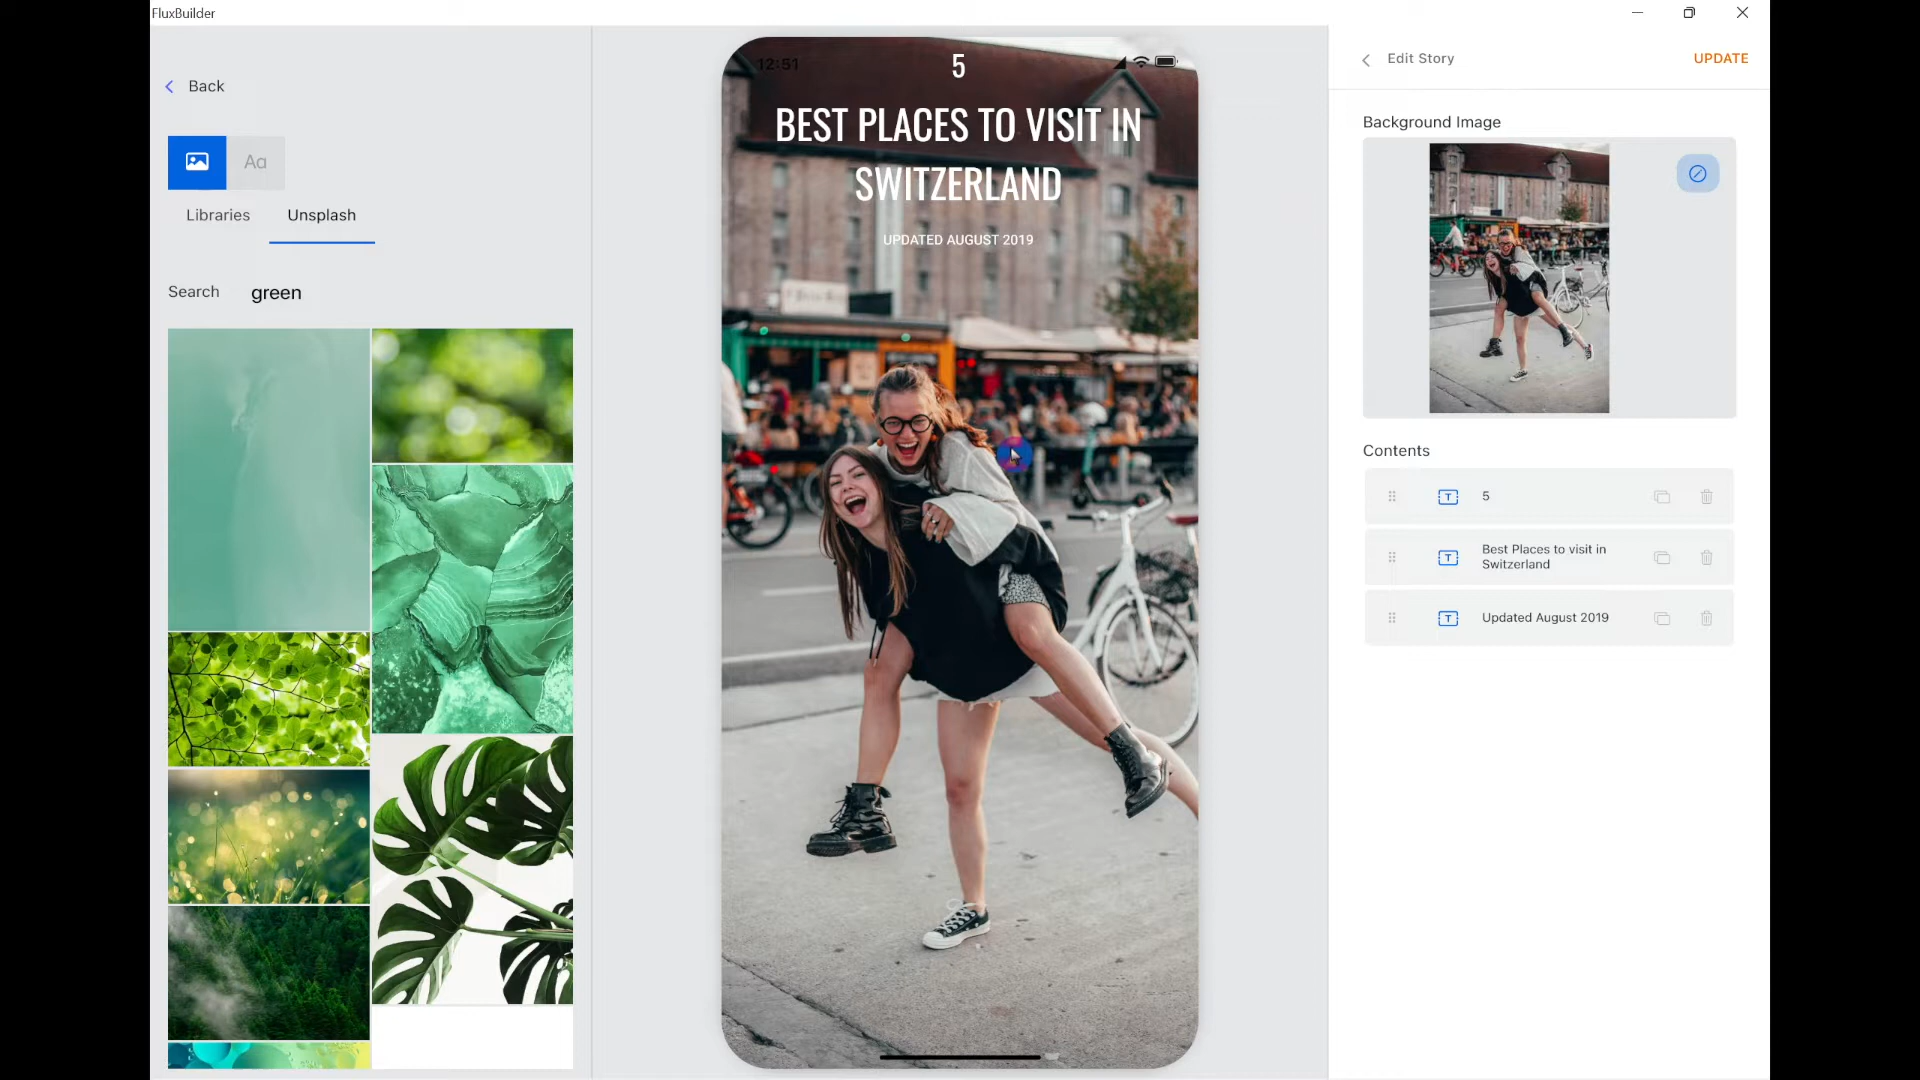 FluxBuilder
Back
Aa
Libraries
Unsplash
Search
green
12:51
5
BEST PLACES TO VISIT IN
SWITZERLAND
UPDATED AUGUST 2019
Edit Story
UPDATE
Background Image
Contents
T
5
T
Best Places to visit in
Switzerland
T
Updated August 2019